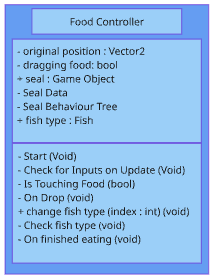 Food Controller
- original position : Vector2
- dragging food: bool
+ seal : Game Object
- Seal Data
- Seal Behaviour Tree
+ fish type : Fish
- Start (Void)
- Check for Inputs on Update (Void)
- Is Touching Food (bool)
- On Drop (void)
+ change fish type (index : int) (void)
- Check fish type (void)
- On finished eating (void)